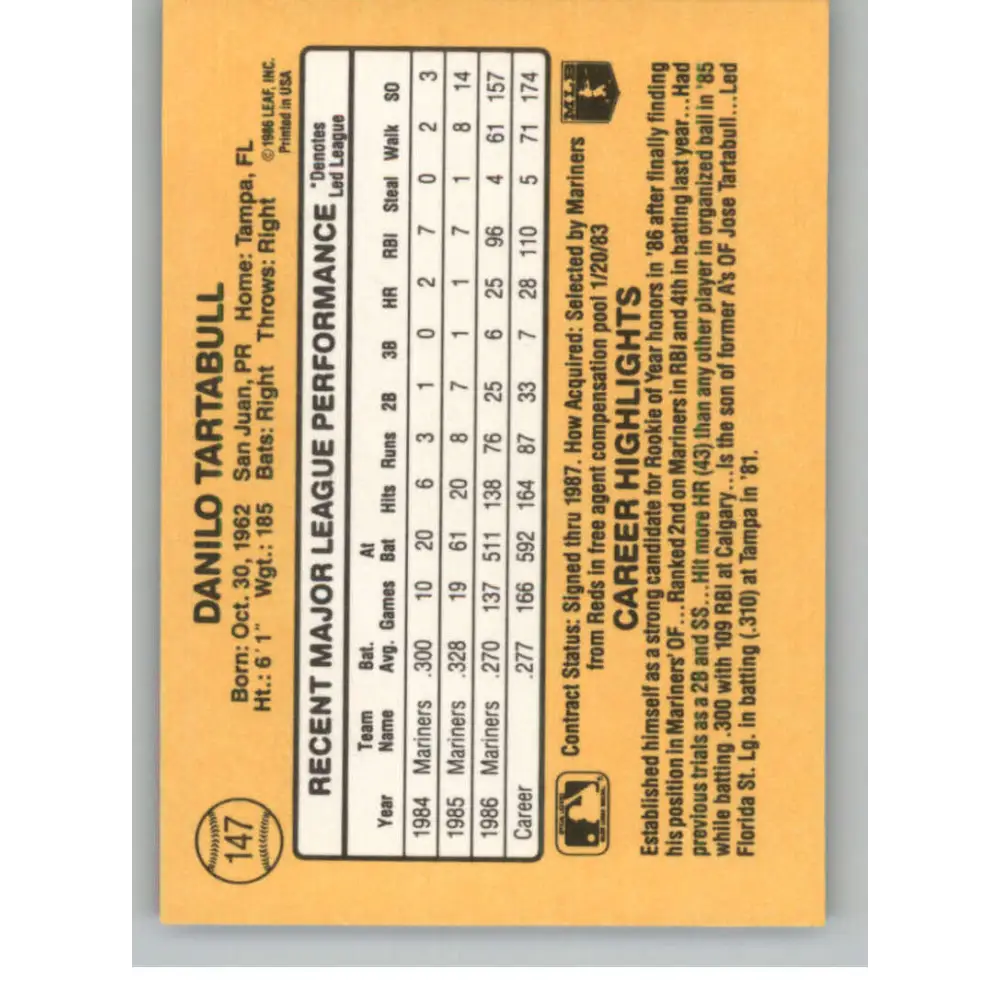 147
DANILO TARTABULL
Born: Oct. 30, 1962 San Juan, PR Home: Tampa, FL
Ht.: 6'1" Wgt.: 185 Bats: Right Throws: Right
©1986 LEAF, INC.
Printed in USA
RECENT MAJOR LEAGUE PERFORMANCE
*Denotes
Led League
Year Team Name Bat. Avg. Games At Bat Hits Runs 2B 3B HR RBI Steal Walk SO
1984 Mariners .300 10 20 6 3 1 0 2 7 0 2 3
1985 Mariners .328 19 61 20 8 7 1 1 7 1 8 14
1986 Mariners .270 137 511 138 76 25 6 25 96 4 61 157
Career .277 166 592 164 87 33 7 28 110 5 71 174
Contract Status: Signed thru 1987. How Acquired: Selected by Mariners
from Reds in free agent compensation pool 1/20/83
MLB
CAREER HIGHLIGHTS
Established himself as a strong candidate for Rookie of Year honors in '86 after finally finding
his position in Mariners' OF...Ranked 2nd on Mariners in RBI and 4th in batting last year...Had
previous trials as a 2B and SS...Hit more HR (43) than any other player in organized ball in '85
while batting .300 with 109 RBI at Calgary...Is the son of former A's OF Jose Tartabull...Led
Florida St. Lg. in batting (.310) at Tampa in '81.